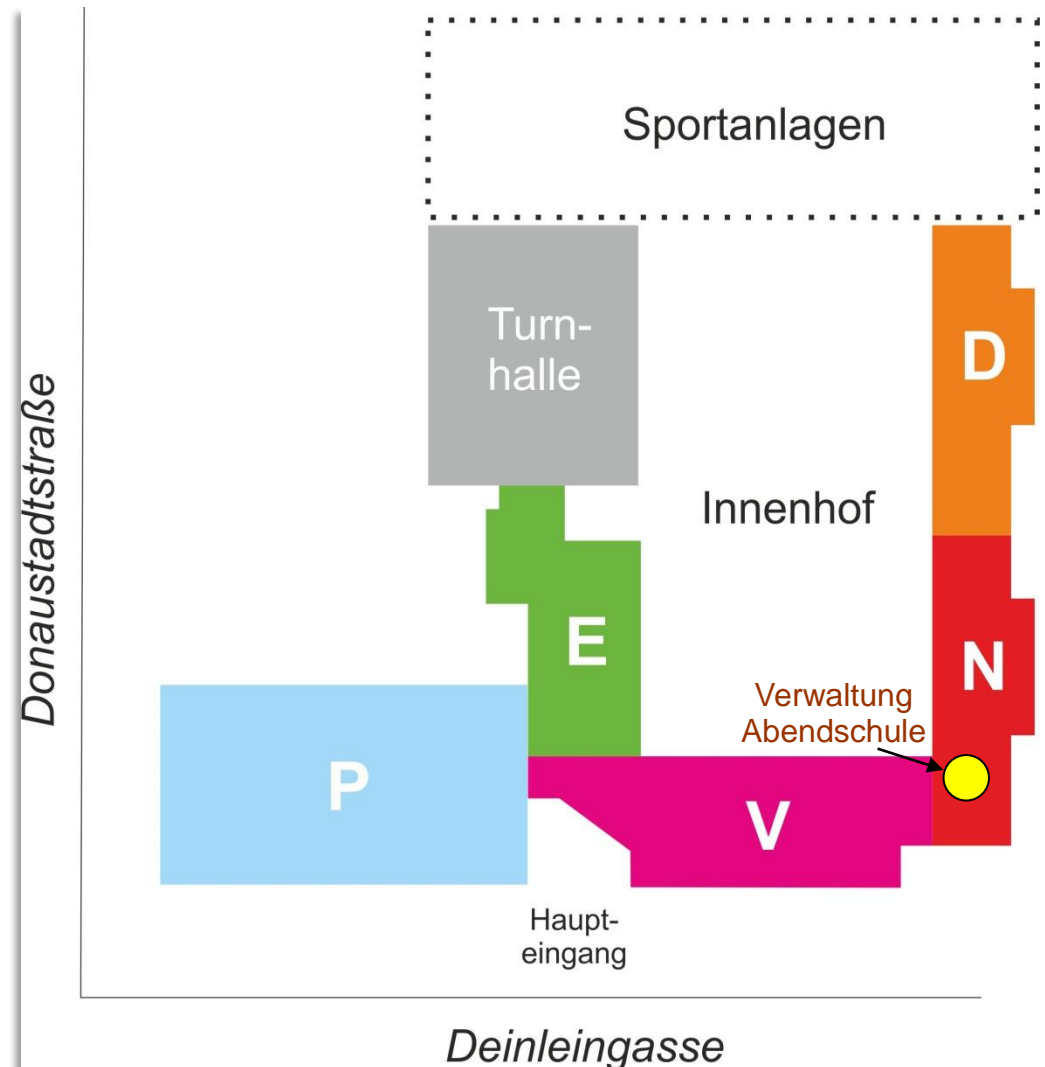 Sportanlagen
Turn-
halle
D
Innenhof
Donaustadtstraße
E
N
Verwaltung
Abendschule
P
V
Haupt-
eingang
Deinleingasse